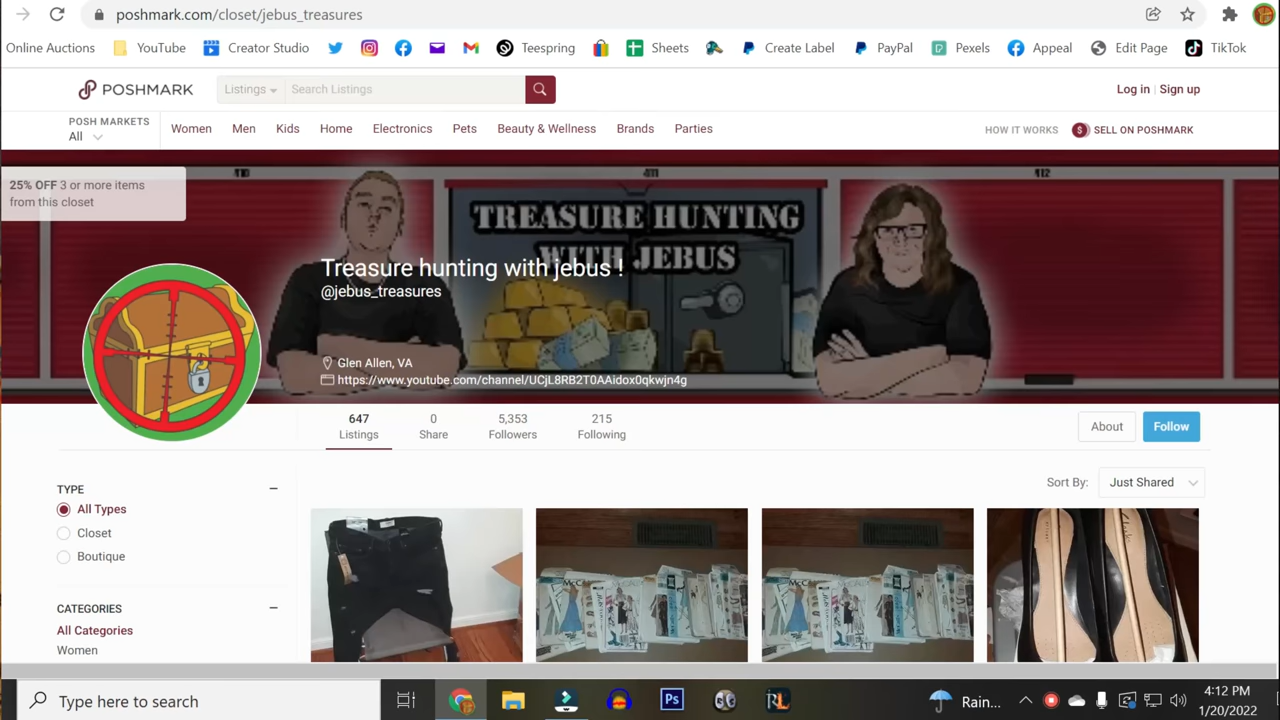 poshmark.com/closet/jebus_treasures
Online Auctions YouTube Creator Studio Teespring Sheets Create Label PayPal Pexels Appeal Edit Page TikTok
POSHMARK Listings Search Listings Log in | Sign up
POSH MARKETS
All
Women Men Kids Home Electronics Pets Beauty & Wellness Brands Parties HOW IT WORKS $ SELL ON POSHMARK
25% OFF 3 or more items
from this closet
TREASURE HUNTING
WITH JEBUS
Treasure hunting with jebus !
@jebus_treasures
Glen Allen, VA
https://www.youtube.com/channel/UCjL8RB2T0AAidox0qkwjn4g
647 0 5,353 215
Listings Share Followers Following
About Follow
Sort By: Just Shared
TYPE
All Types
Closet
Boutique
CATEGORIES
All Categories
Women
Type here to search
Ps
RL
Rain...
4:12 PM
1/20/2022